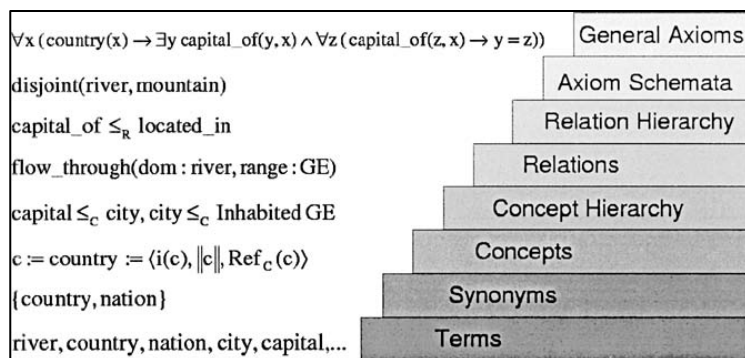 ∀x (country(x) → ∃y capital_of(y, x) ∧ ∀z (capital_of(z, x) → y = z)) General Axioms
disjoint(river, mountain) Axiom Schemata
capital_of ≤R located_in Relation Hierarchy
flow_through(dom : river, range : GE) Relations
capital ≤C city, city ≤C Inhabited GE Concept Hierarchy
c := country := ⟨i(c), ‖c‖, RefC(c)⟩ Concepts
{country, nation} Synonyms
river, country, nation, city, capital,... Terms